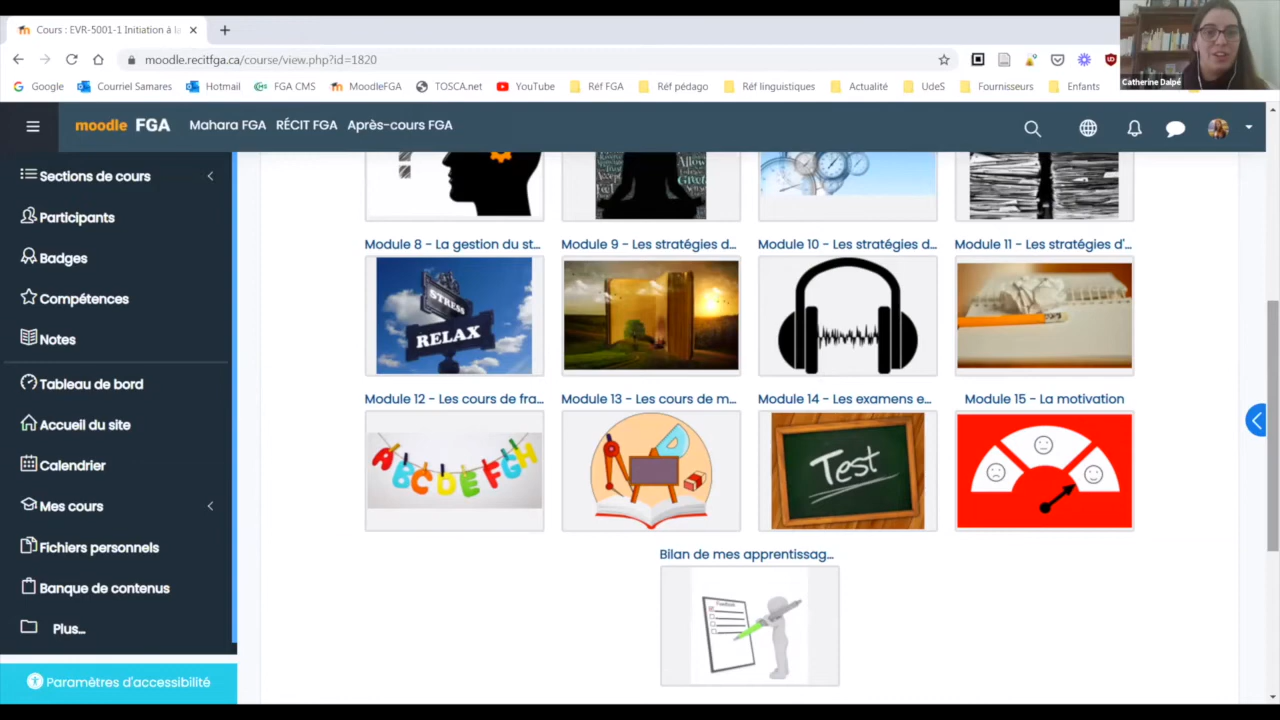 Cours : EVR-5001-1 Initiation à la
moodle.recitfga.ca/course/view.php?id=1820
Catherine Dalpé
Google
Courriel Samares
Hotmail
FGA CMS
MoodleFGA
YouTube
Réf FGA
Réf pédago
Réf linguistiques
Actualité
UdeS
Fournisseurs
Enfants
moodle FGA
Mahara FGA
RÉCIT FGA
Après-cours FGA
Sections de cours
Participants
Badges
Compétences
Notes
Tableau de bord
Accueil du site
Calendrier
Mes cours
Fichiers personnels
Banque de contenus
Plus...
Paramètres d'accessibilité
Module 8 - La gestion du st...
Module 9 - Les stratégies d...
Module 10 - Les stratégies d...
Module 11 - Les stratégies d'...
STRESS
RELAX
Module 12 - Les cours de fra...
Module 13 - Les cours de m...
Module 14 - Les examens e...
Module 15 - La motivation
ABCDEFGH
Test
Bilan de mes apprentissag...